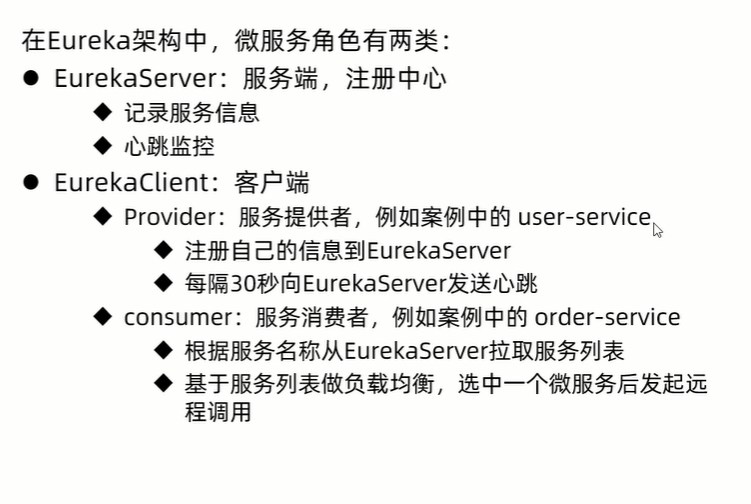 在Eureka架构中，微服务角色有两类：
● EurekaServer：服务端，注册中心
◆ 记录服务信息
◆ 心跳监控
● EurekaClient：客户端
◆ Provider：服务提供者，例如案例中的 user-service
◆ 注册自己的信息到EurekaServer
◆ 每隔30秒向EurekaServer发送心跳
◆ consumer：服务消费者，例如案例中的 order-service
◆ 根据服务名称从EurekaServer拉取服务列表
◆ 基于服务列表做负载均衡，选中一个微服务后发起远
程调用